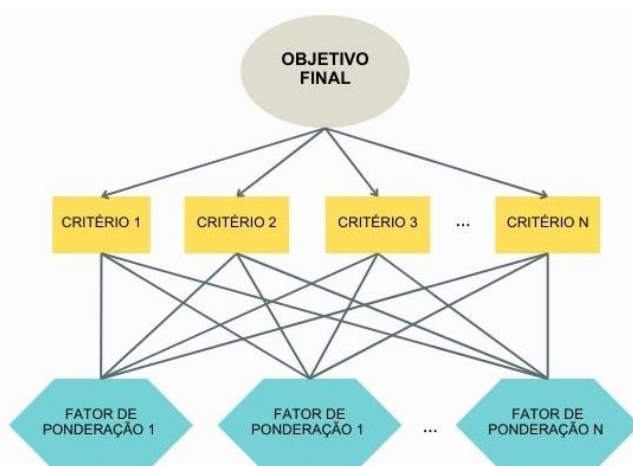 OBJETIVO
FINAL
CRITÉRIO 1
CRITÉRIO 2
CRITÉRIO 3
...
CRITÉRIO N
FATOR DE
PONDERAÇÃO 1
FATOR DE
PONDERAÇÃO 1
...
FATOR DE
PONDERAÇÃO N